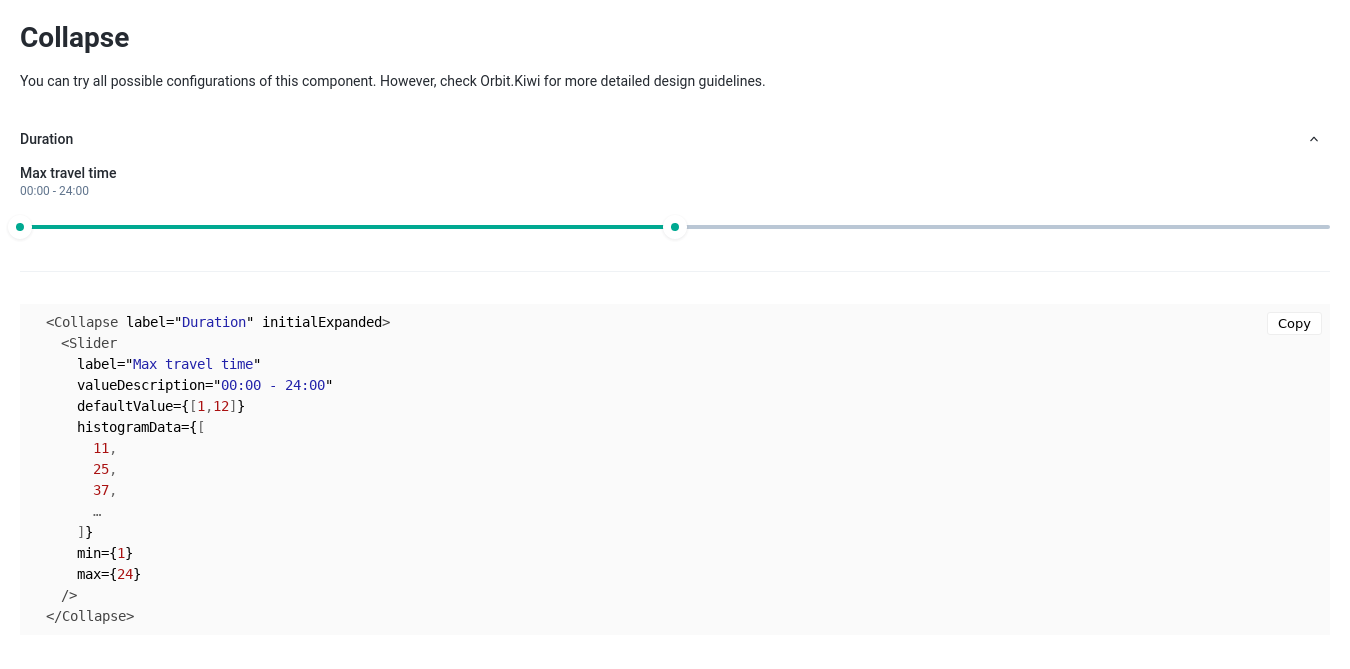 Collapse
You can try all possible configurations of this component. However, check Orbit.Kiwi for more detailed design guidelines.
Duration
Max travel time
00:00 - 24:00
Copy
<Collapse label="Duration" initialExpanded>
  <Slider
    label="Max travel time"
    valueDescription="00:00 - 24:00"
    defaultValue={[1,12]}
    histogramData={[
      11,
      25,
      37,
      …
    ]}
    min={1}
    max={24}
  />
</Collapse>